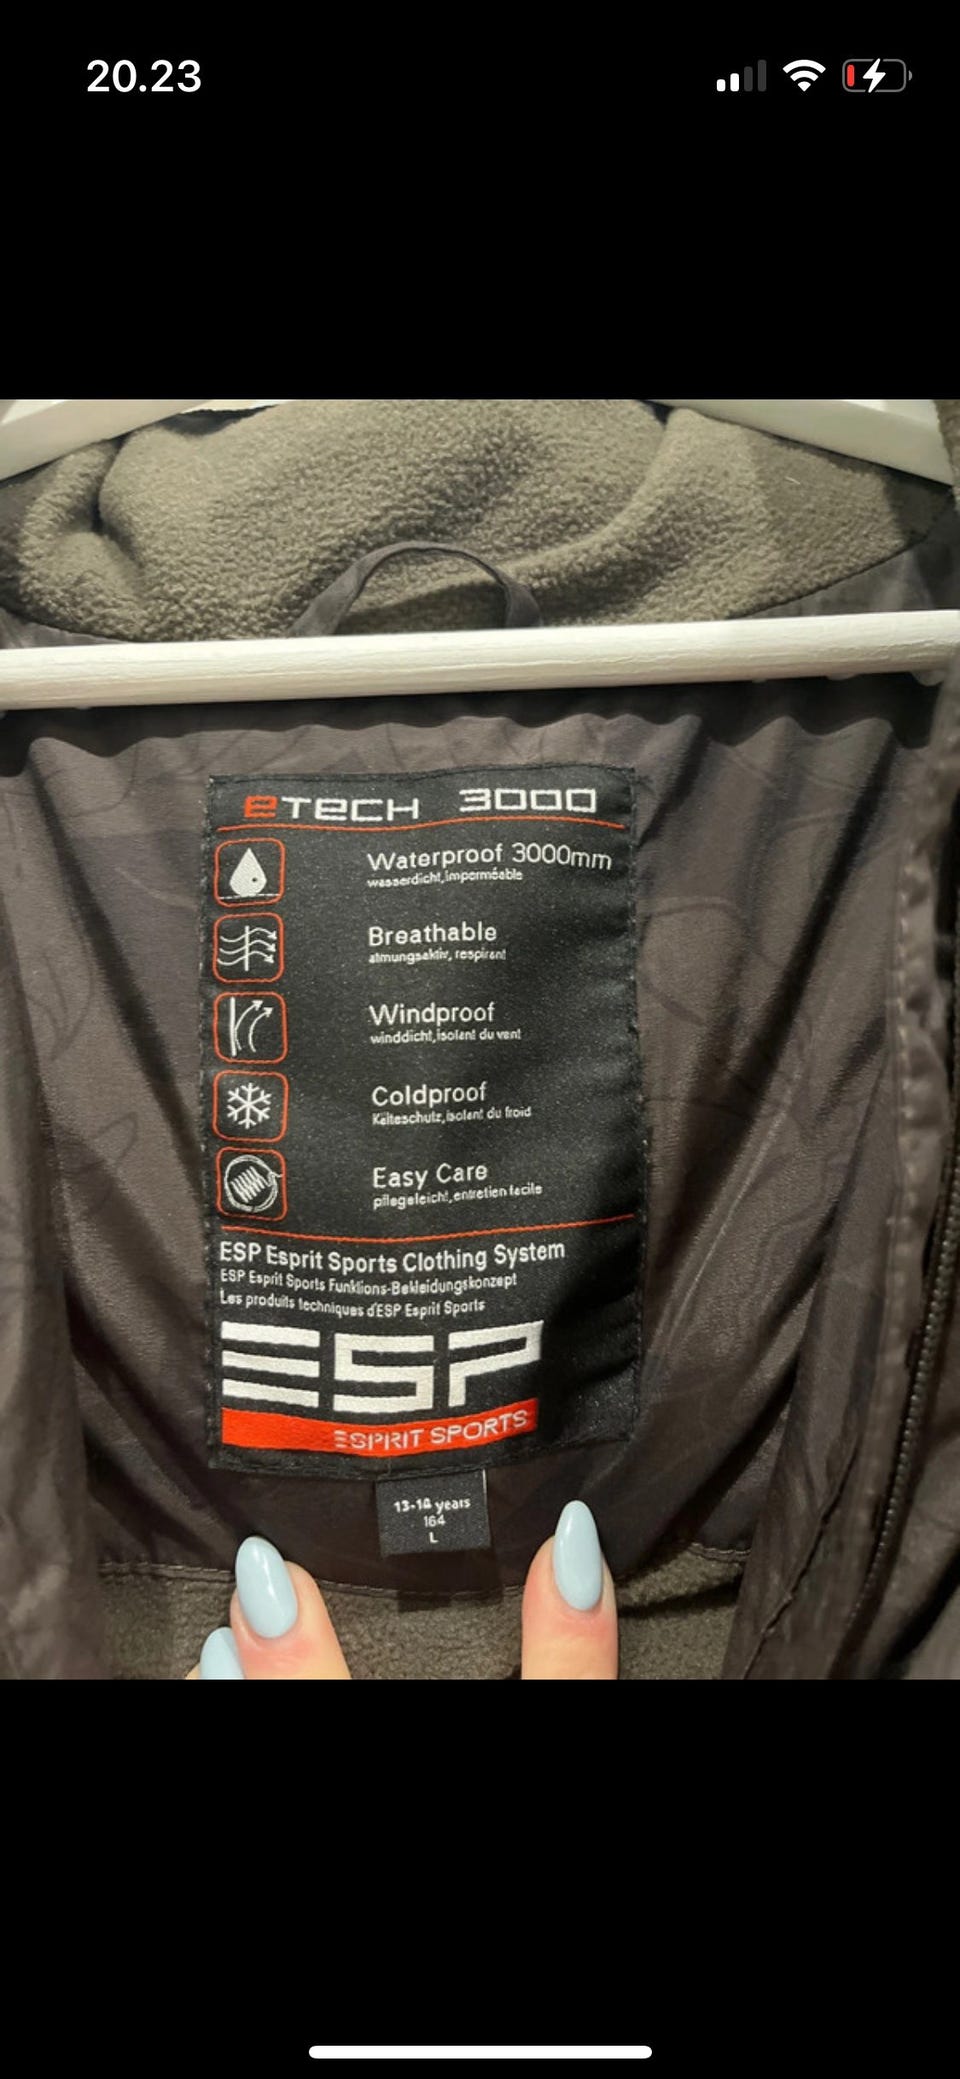 20.23
eTECH 3000
Waterproof 3000mm
wasserdicht, imperméable
Breathable
atmungsaktiv, respirant
Windproof
winddicht, isolant du vent
Coldproof
Kälteschutz, isolant du froid
Easy Care
pflegeleicht, entretien facile
ESP Esprit Sports Clothing System
ESP Esprit Sports Funktions-Bekleidungskonzept
Les produits techniques d'ESP Esprit Sports
ESP
ESPRIT SPORTS
13-14 years
164
L